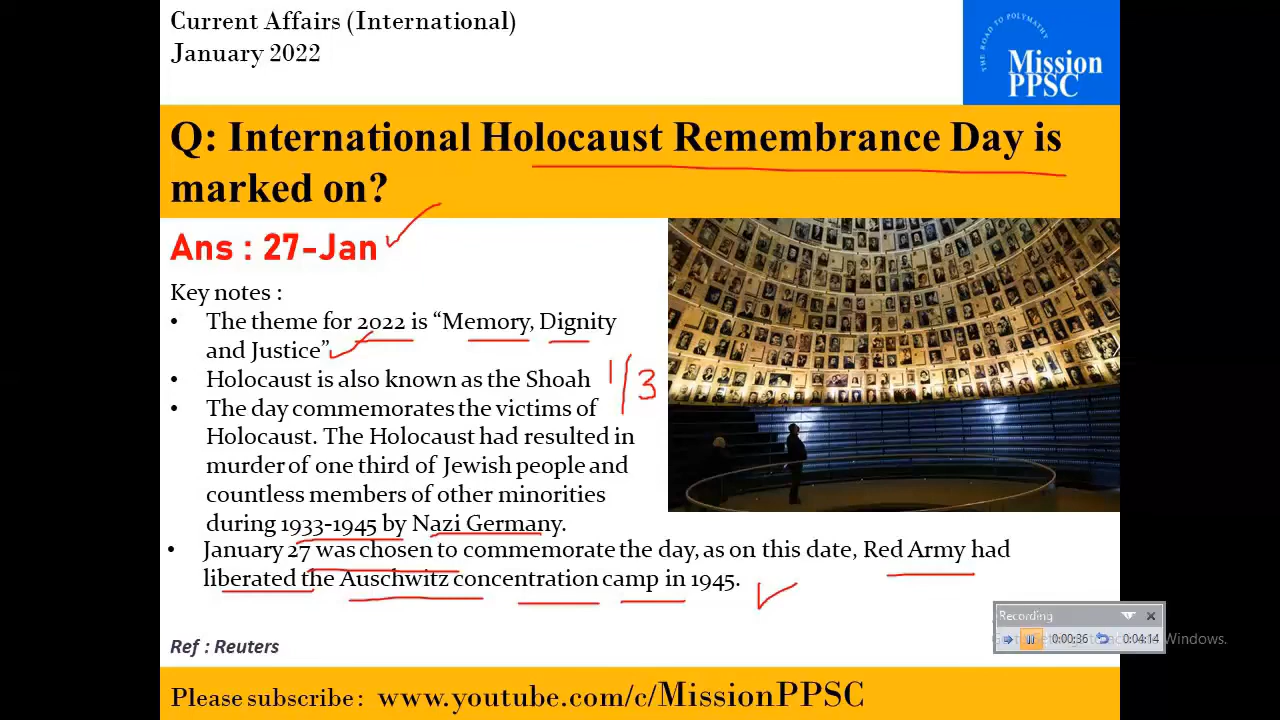 Current Affairs (International)
January 2022
THE ROAD TO POLYMATHY
Mission
PPSC
Q: International Holocaust Remembrance Day is
marked on?
Ans : 27-Jan
Key notes :
• The theme for 2022 is “Memory, Dignity
and Justice”
• Holocaust is also known as the Shoah
1/3
• The day commemorates the victims of
Holocaust. The Holocaust had resulted in
murder of one third of Jewish people and
countless members of other minorities
during 1933-1945 by Nazi Germany.
• January 27 was chosen to commemorate the day, as on this date, Red Army had
liberated the Auschwitz concentration camp in 1945.
Recording
0:00:36 0:04:14
Windows.
Ref : Reuters
Please subscribe : www.youtube.com/c/MissionPPSC